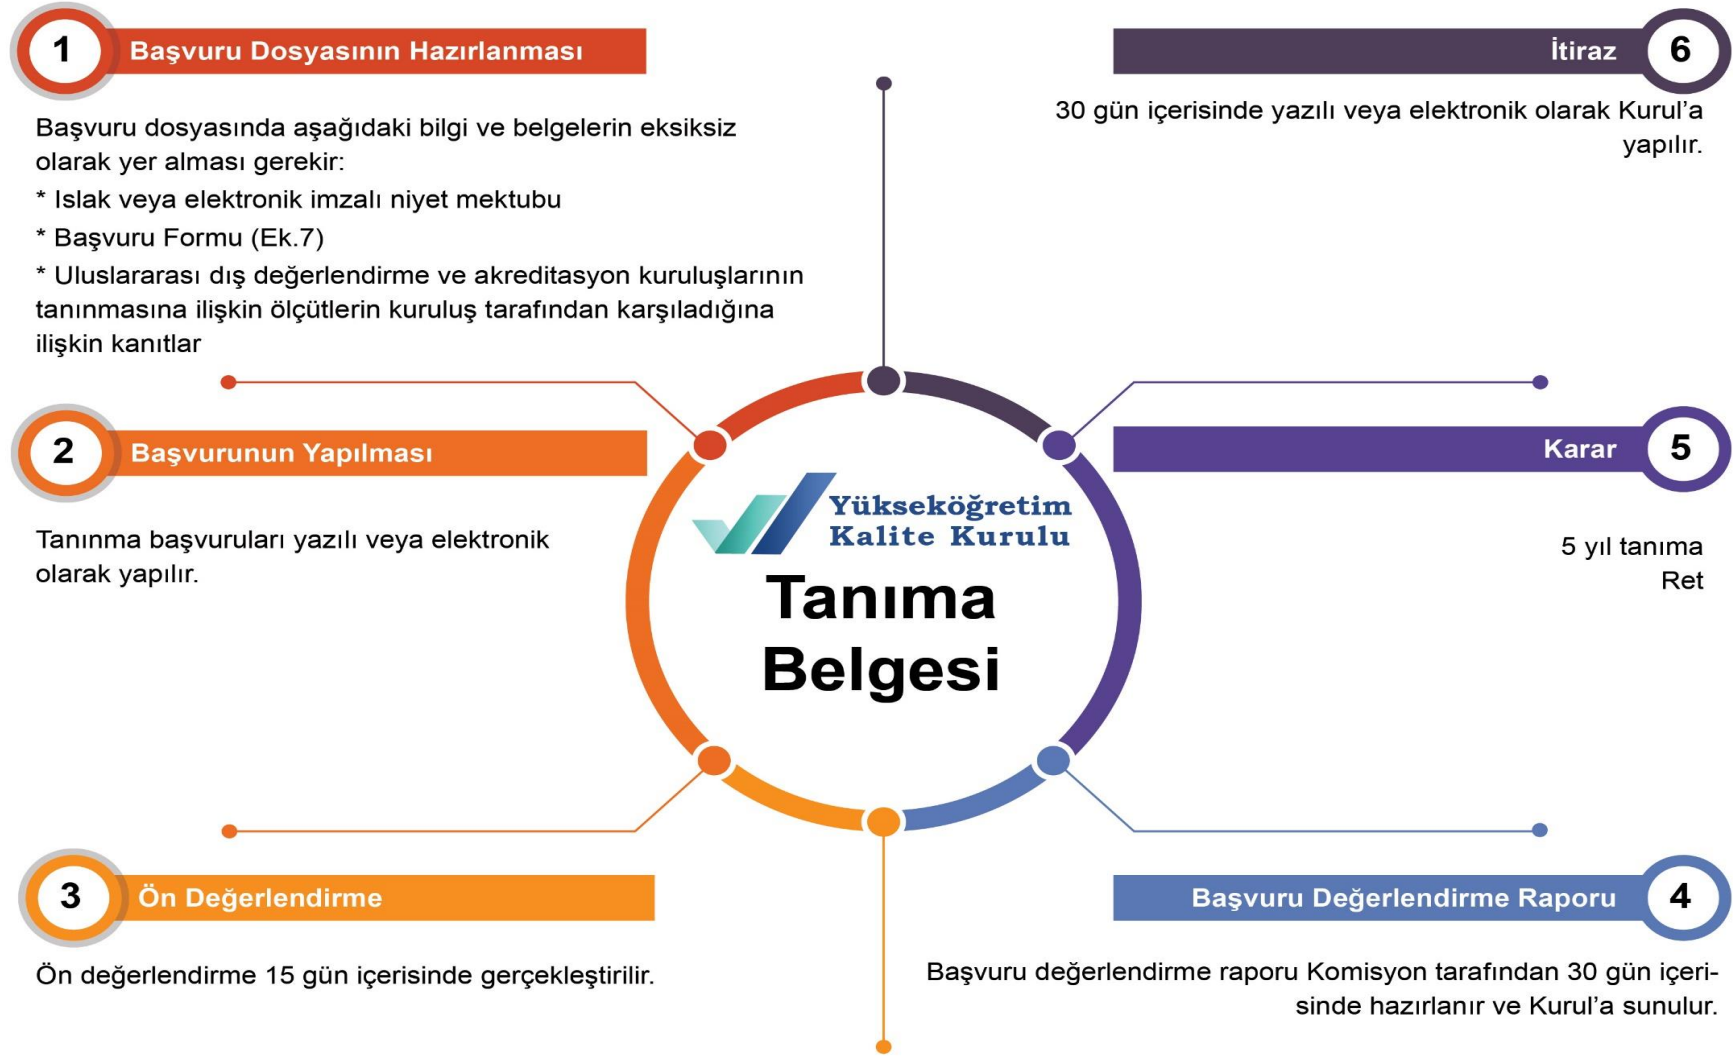 1
Başvuru Dosyasının Hazırlanması
Başvuru dosyasında aşağıdaki bilgi ve belgelerin eksiksiz
olarak yer alması gerekir:
* Islak veya elektronik imzalı niyet mektubu
* Başvuru Formu (Ek.7)
* Uluslararası dış değerlendirme ve akreditasyon kuruluşlarının
tanınmasına ilişkin ölçütlerin kuruluş tarafından karşıladığına
ilişkin kanıtlar
2
Başvurunun Yapılması
Tanınma başvuruları yazılı veya elektronik
olarak yapılır.
3
Ön Değerlendirme
Ön değerlendirme 15 gün içerisinde gerçekleştirilir.
Yükseköğretim
Kalite Kurulu
Tanıma
Belgesi
Başvuru Değerlendirme Raporu
4
Başvuru değerlendirme raporu Komisyon tarafından 30 gün içeri-
sinde hazırlanır ve Kurul'a sunulur.
Karar
5
5 yıl tanıma
Ret
İtiraz
6
30 gün içerisinde yazılı veya elektronik olarak Kurul'a
yapılır.